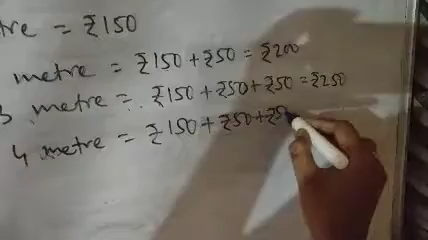 tre = ₹150
metre = ₹150 + ₹50 = ₹200
3 metre = ₹150 + ₹50 + ₹50 = ₹250
4 metre = ₹150 + ₹50 + ₹5